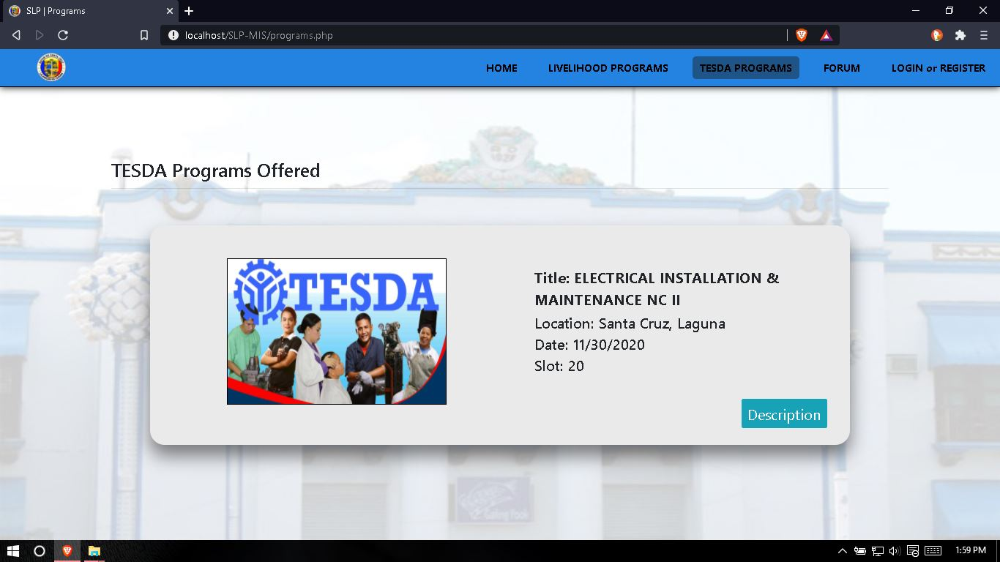 SLP | Programs
localhost/SLP-MIS/programs.php
HOME
LIVELIHOOD PROGRAMS
TESDA PROGRAMS
FORUM
LOGIN or REGISTER
1927
TESDA Programs Offered
TESDA
Title: ELECTRICAL INSTALLATION &
MAINTENANCE NC II
Location: Santa Cruz, Laguna
Date: 11/30/2020
Slot: 20
Description
1:59 PM